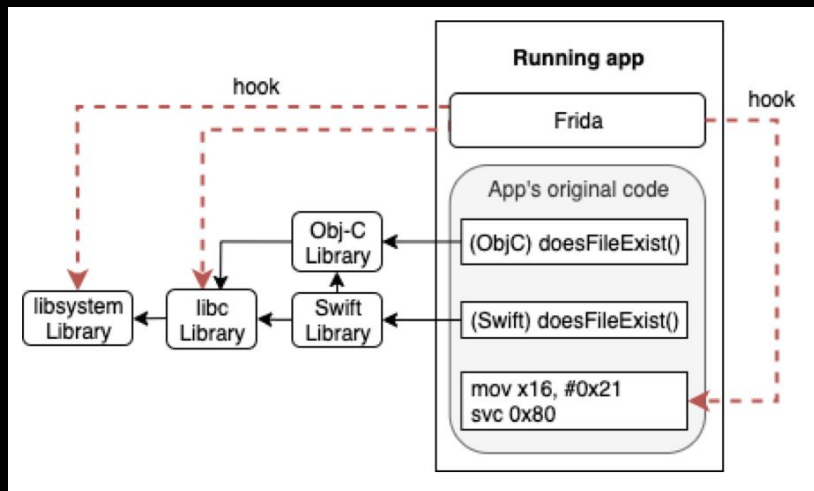 Running app
hook
hook
Frida
App's original code
Obj-C
Library
(ObjC) doesFileExist()
libsystem
Library
libc
Library
Swift
Library
(Swift) doesFileExist()
mov x16, #0x21
svc 0x80